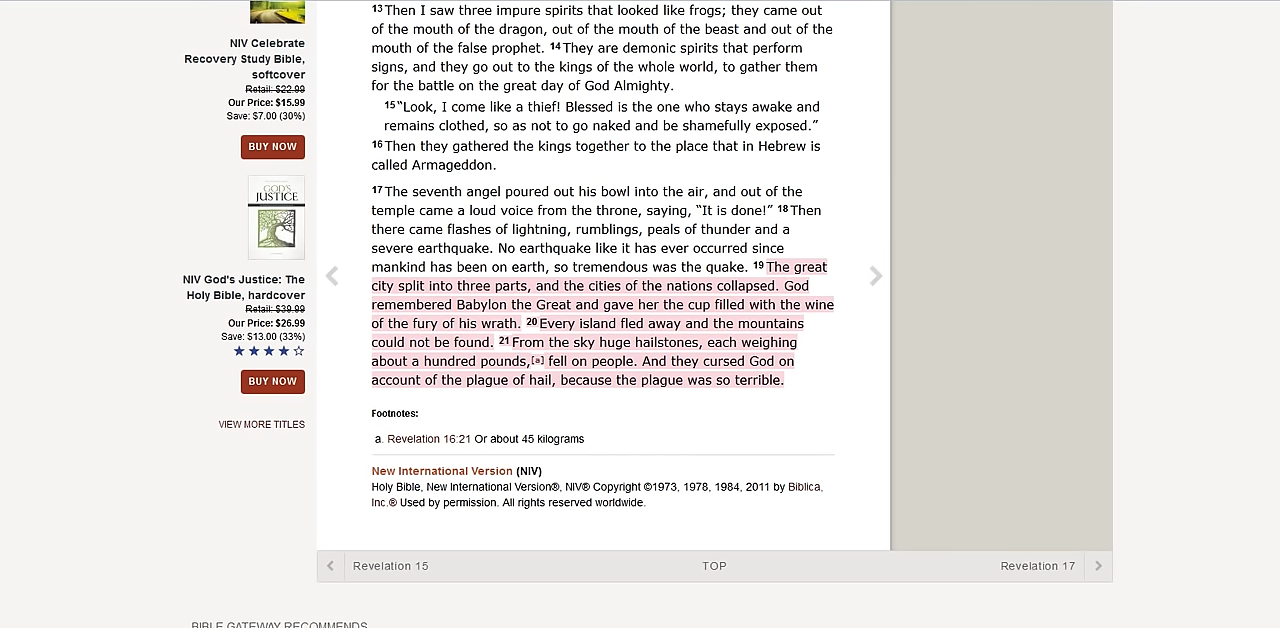 NIV Celebrate
Recovery Study Bible,
softcover
Retail: $22.99
Our Price: $15.99
Save: $7.00 (30%)
BUY NOW
GOD'S
JUSTICE
NIV God's Justice: The
Holy Bible, hardcover
Retail: $39.99
Our Price: $26.99
Save: $13.00 (33%)
BUY NOW
VIEW MORE TITLES
13 Then I saw three impure spirits that looked like frogs; they came out
of the mouth of the dragon, out of the mouth of the beast and out of the
mouth of the false prophet. 14 They are demonic spirits that perform
signs, and they go out to the kings of the whole world, to gather them
for the battle on the great day of God Almighty.
15 “Look, I come like a thief! Blessed is the one who stays awake and
remains clothed, so as not to go naked and be shamefully exposed.”
16 Then they gathered the kings together to the place that in Hebrew is
called Armageddon.
17 The seventh angel poured out his bowl into the air, and out of the
temple came a loud voice from the throne, saying, “It is done!” 18 Then
there came flashes of lightning, rumblings, peals of thunder and a
severe earthquake. No earthquake like it has ever occurred since
mankind has been on earth, so tremendous was the quake. 19 The great
city split into three parts, and the cities of the nations collapsed. God
remembered Babylon the Great and gave her the cup filled with the wine
of the fury of his wrath. 20 Every island fled away and the mountains
could not be found. 21 From the sky huge hailstones, each weighing
about a hundred pounds,[a] fell on people. And they cursed God on
account of the plague of hail, because the plague was so terrible.
Footnotes:
a. Revelation 16:21 Or about 45 kilograms
New International Version (NIV)
Holy Bible, New International Version®, NIV® Copyright ©1973, 1978, 1984, 2011 by Biblica,
Inc.® Used by permission. All rights reserved worldwide.
Revelation 15
TOP
Revelation 17
BIBLE GATEWAY RECOMMENDS